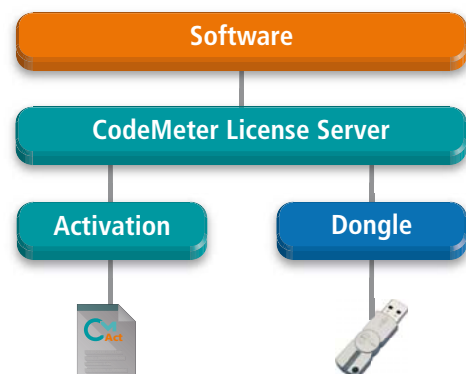 Software
CodeMeter License Server
Activation
Dongle
Act